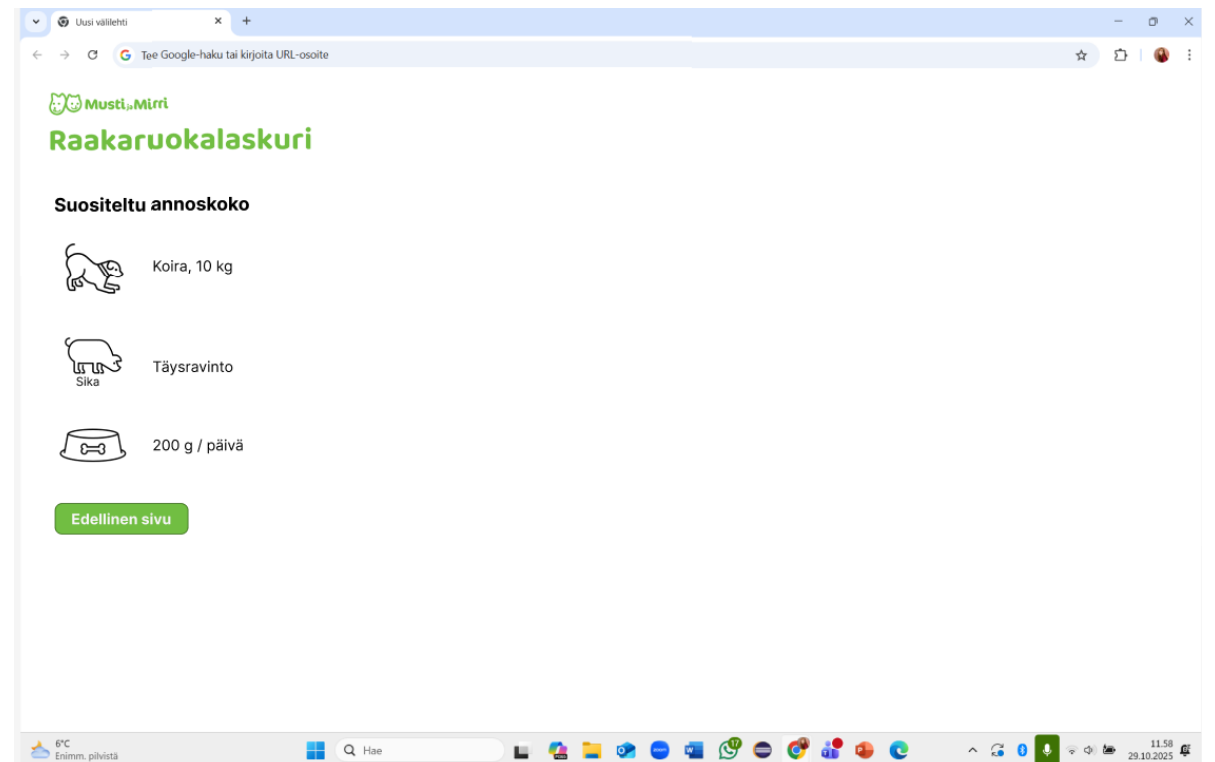 Uusi välilehti
Tee Google-haku tai kirjoita URL-osoite
Musti ja Mirri
Raakaruokalaskuri
Suositeltu annoskoko
Koira, 10 kg
Sika
Täysravinto
200 g / päivä
Edellinen sivu
6°C
Enimm. pilvistä
Hae
17
11.58
29.10.2025